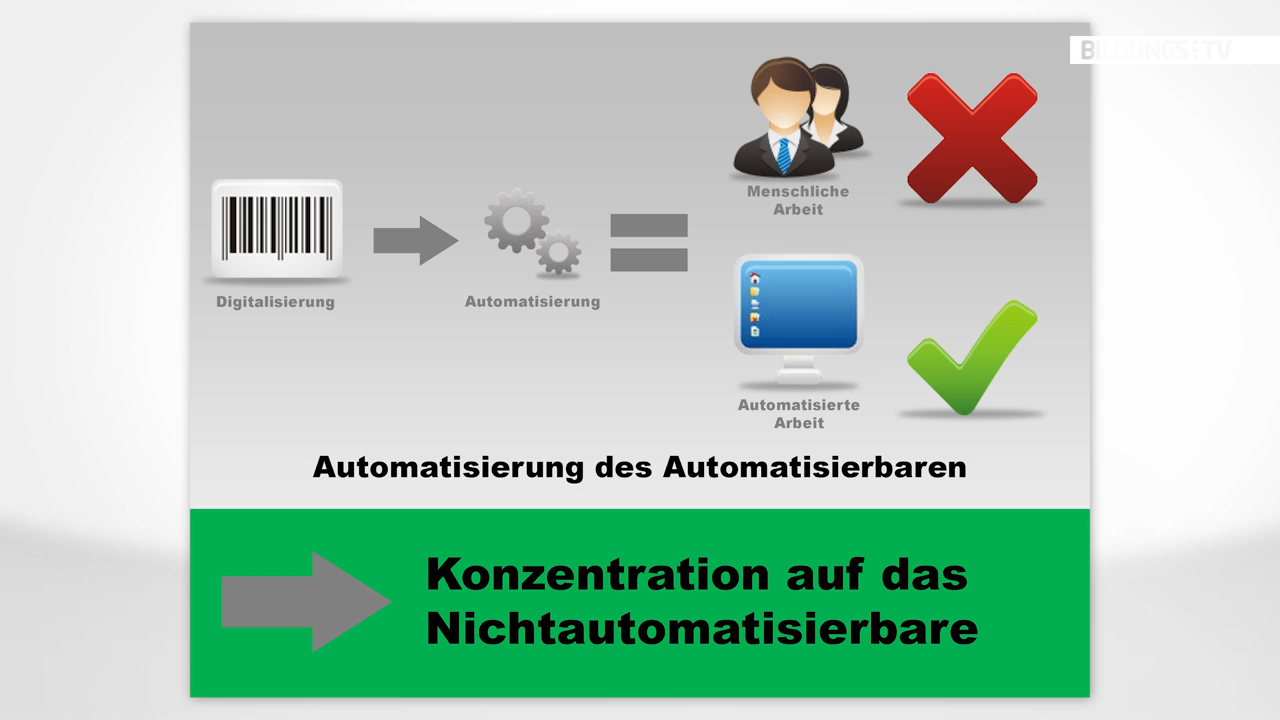 BILDUNGS TV
Menschliche
Arbeit
Digitalisierung
Automatisierung
Automatisierte
Arbeit
Automatisierung des Automatisierbaren
Konzentration auf das
Nichtautomatisierbare